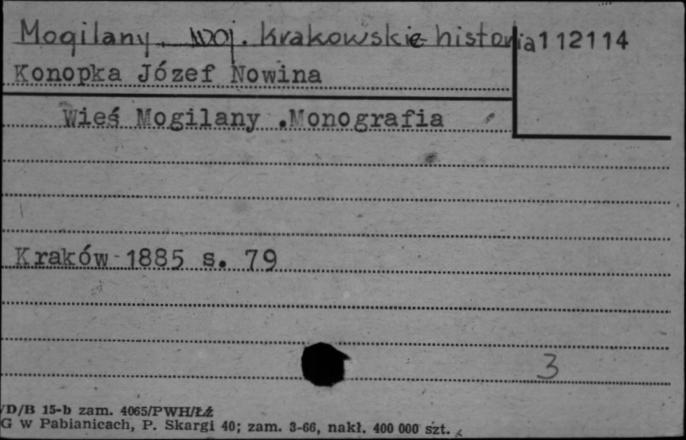 Mogilany woj. krakowskie historia 112114
Konopka Józef Nowina
Wieś Mogilany .Monografia
Kraków 1885 s. 79
3
/D/B 15-b zam. 4065/PWH/ŁŻ
G w Pabianicach, P. Skargi 40; zam. 3-66, nakł. 400 000 szt.